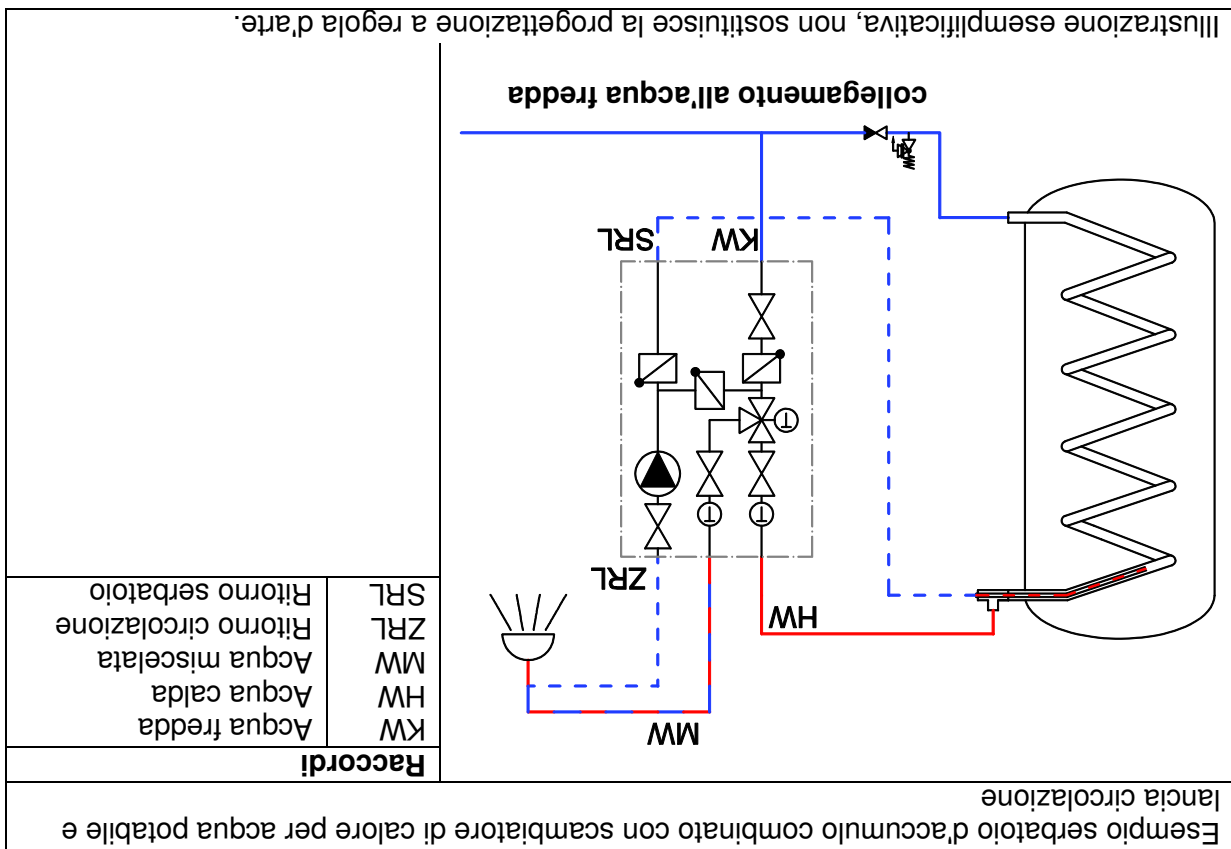 Esempio serbatoio d'accumulo combinato con scambiatore di calore per acqua potabile e
lancia circolazione
Raccordi
KW Acqua fredda
HW Acqua calda
MW Acqua miscelata
ZRL Ritorno circolazione
SRL Ritorno serbatoio
MW
HW
ZRL
T
T
T
KW
SRL
collegamento all'acqua fredda
Illustrazione esemplificativa, non sostituisce la progettazione a regola d'arte.